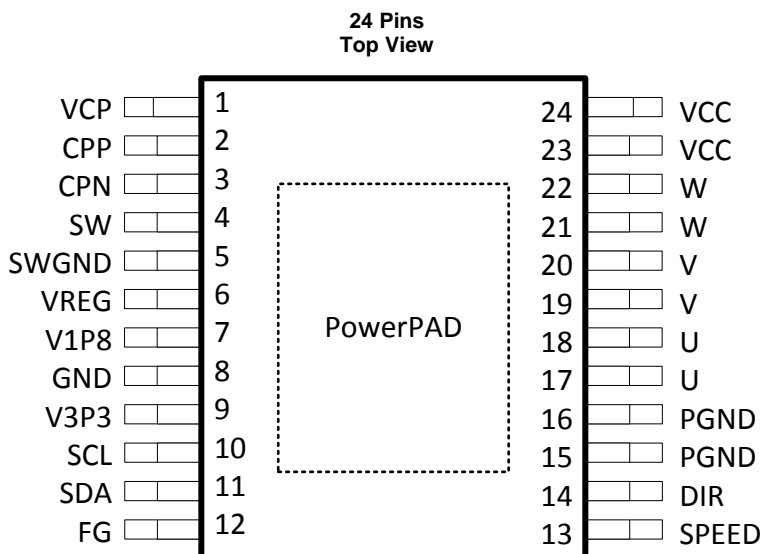 24 Pins
Top View
VCP 1 24 VCC
CPP 2 23 VCC
CPN 3 22 W
SW 4 21 W
SWGND 5 20 V
VREG 6 19 V
PowerPAD
V1P8 7 18 U
GND 8 17 U
V3P3 9 16 PGND
SCL 10 15 PGND
SDA 11 14 DIR
FG 12 13 SPEED